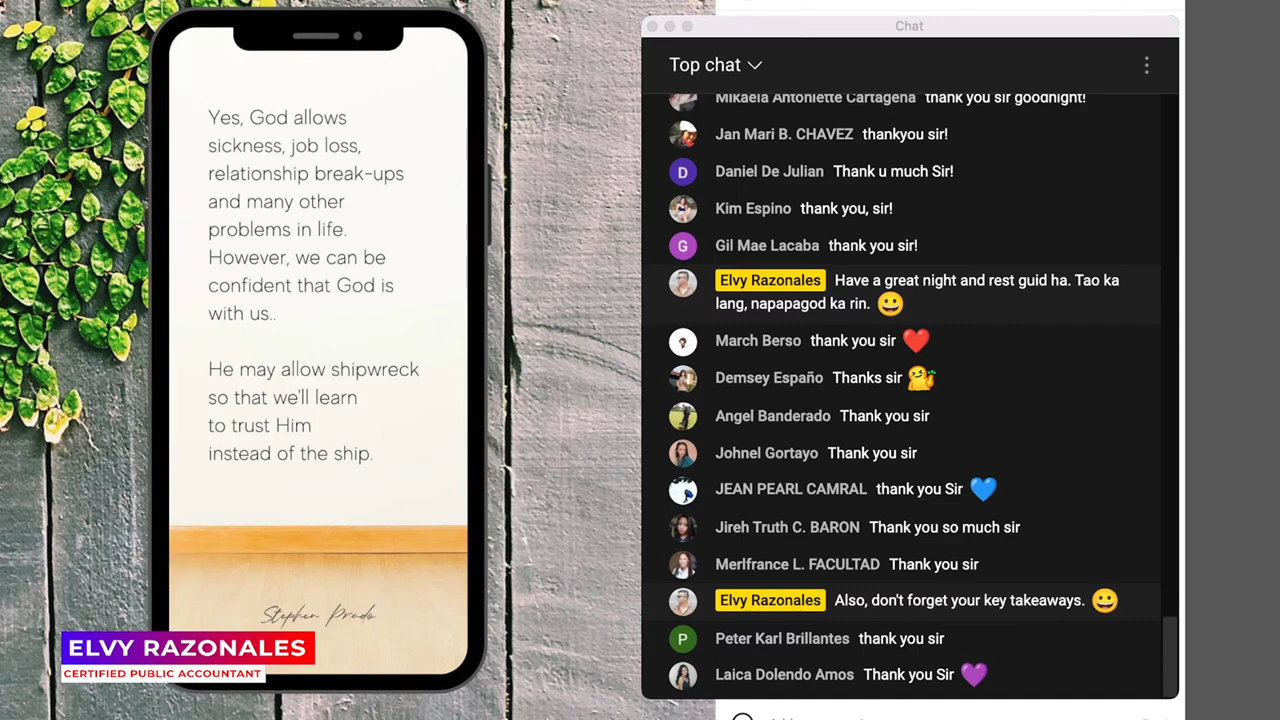 Yes, God allows
sickness, job loss,
relationship break-ups
and many other
problems in life.
However, we can be
confident that God is
with us..
He may allow shipwreck
so that we'll learn
to trust Him
instead of the ship.
Stephen Prado
ELVY RAZONALES
CERTIFIED PUBLIC ACCOUNTANT
Chat
Top chat
Mikaela Antoniette Cartagena thank you sir goodnight!
Jan Mari B. CHAVEZ thankyou sir!
D Daniel De Julian Thank u much Sir!
Kim Espino thank you, sir!
G Gil Mae Lacaba thank you sir!
Elvy Razonales Have a great night and rest guid ha. Tao ka
lang, napapagod ka rin. 😀
March Berso thank you sir ❤️
Demsey Españo Thanks sir
Angel Banderado Thank you sir
Johnel Gortayo Thank you sir
JEAN PEARL CAMRAL thank you Sir 💙
Jireh Truth C. BARON Thank you so much sir
Merlfrance L. FACULTAD Thank you sir
Elvy Razonales Also, don't forget your key takeaways. 😀
P Peter Karl Brillantes thank you sir
Laica Dolendo Amos Thank you Sir 💜